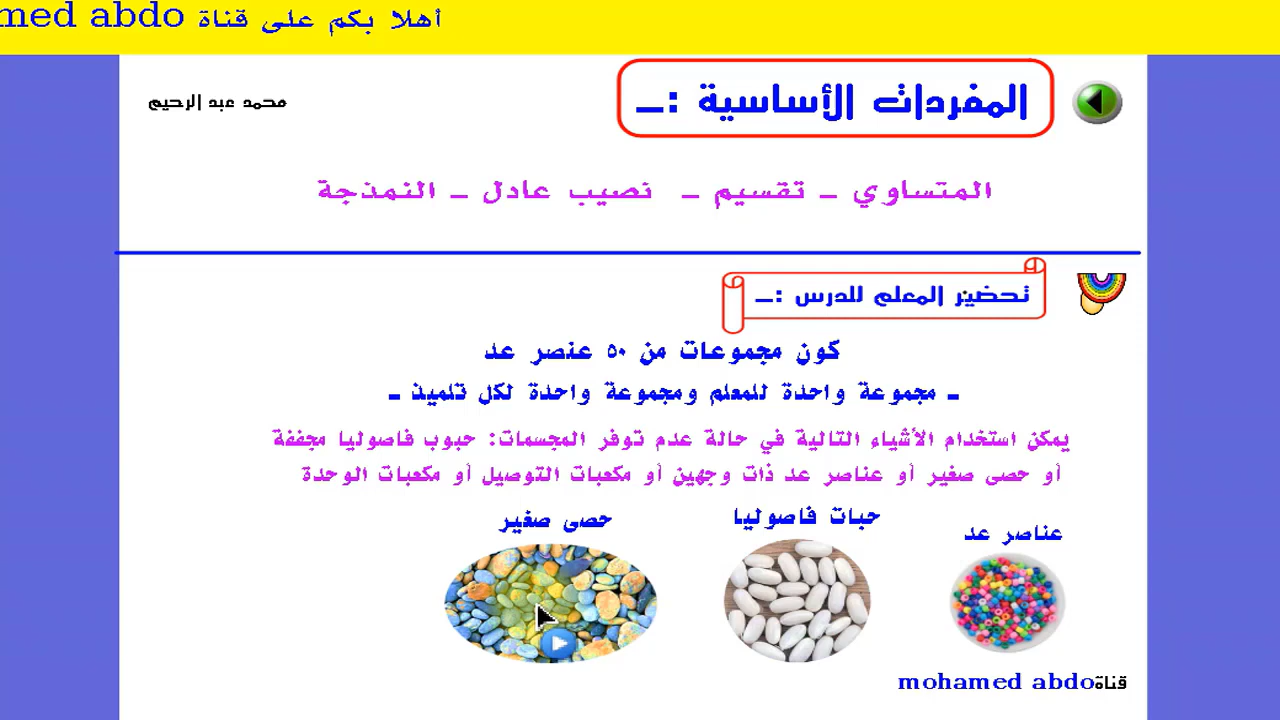 أهلا بكم على قناة med abdo
المفردات الأساسية :ـ
محمد عبد الرحيم
المتساوي ـ تقسيم ـ نصيب عادل ـ النمذجة
تحضير المعلم للدرس :ـ
كون مجموعات من ٥٠ عنصر عد
ـ مجموعة واحدة للمعلم ومجموعة واحدة لكل تلميذ ـ
يمكن استخدام الأشياء التالية في حالة عدم توفر المجسمات: حبوب فاصوليا مجففة
أو حصى صغير أو عناصر عد ذات وجهين أو مكعبات التوصيل أو مكعبات الوحدة
عناصر عد
حبات فاصوليا
حصى صغير
قناة mohamed abdo